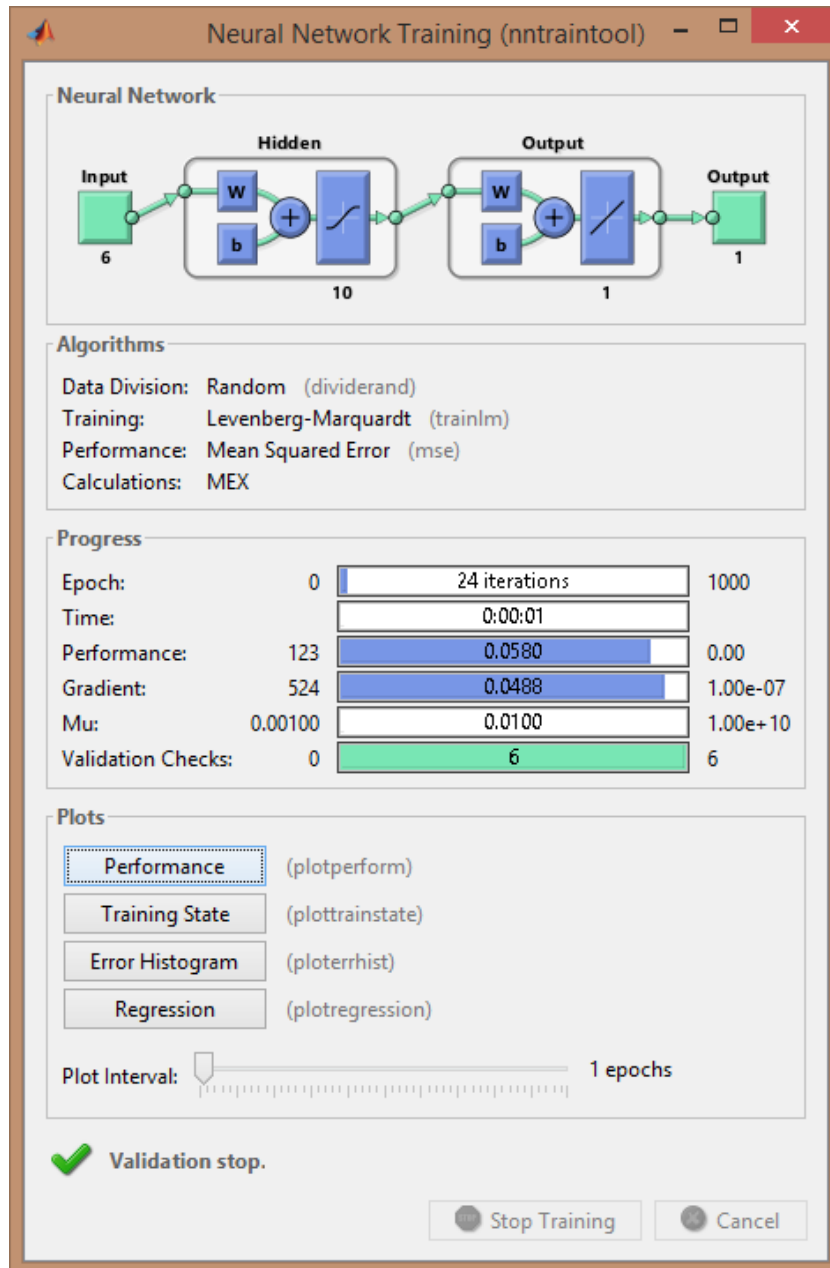 Neural Network Training (nntraintool)
Neural Network
Hidden Output
Input Output
W W
b b
6 1
10 1
Algorithms
Data Division: Random (dividerand)
Training: Levenberg-Marquardt (trainlm)
Performance: Mean Squared Error (mse)
Calculations: MEX
Progress
Epoch: 0 24 iterations 1000
Time: 0:00:01
Performance: 123 0.0580 0.00
Gradient: 524 0.0488 1.00e-07
Mu: 0.00100 0.0100 1.00e+10
Validation Checks: 0 6 6
Plots
Performance (plotperform)
Training State (plottrainstate)
Error Histogram (ploterrhist)
Regression (plotregression)
Plot Interval: 1 epochs
Validation stop.
Stop Training Cancel